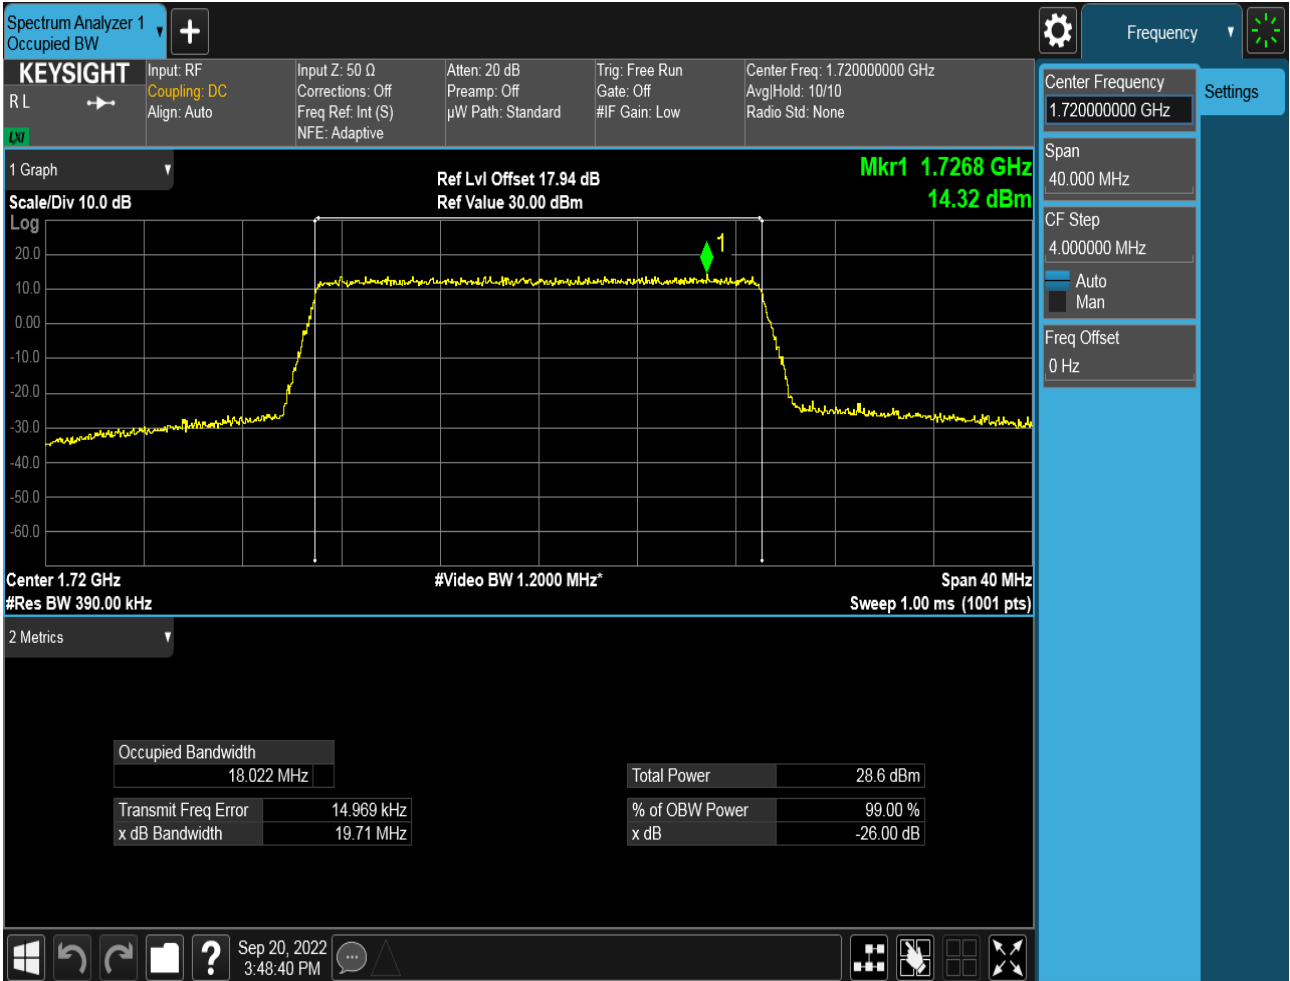 Spectrum Analyzer 1
Occupied BW
Frequency
KEYSIGHT
R L
LXI
Input: RF
Coupling: DC
Align: Auto
Input Z: 50 Ω
Corrections: Off
Freq Ref: Int (S)
NFE: Adaptive
Atten: 20 dB
Preamp: Off
µW Path: Standard
Trig: Free Run
Gate: Off
#IF Gain: Low
Center Freq: 1.720000000 GHz
Avg|Hold: 10/10
Radio Std: None
Center Frequency
1.720000000 GHz
Settings
Span
40.000 MHz
CF Step
4.000000 MHz
Auto
Man
Freq Offset
0 Hz
1 Graph
Scale/Div 10.0 dB
Ref Lvl Offset 17.94 dB
Ref Value 30.00 dBm
Mkr1 1.7268 GHz
14.32 dBm
Log
1
20.0
10.0
0.00
-10.0
-20.0
-30.0
-40.0
-50.0
-60.0
Center 1.72 GHz
#Video BW 1.2000 MHz*
Span 40 MHz
#Res BW 390.00 kHz
Sweep 1.00 ms (1001 pts)
2 Metrics
Occupied Bandwidth
18.022 MHz
Total Power 28.6 dBm
Transmit Freq Error 14.969 kHz
% of OBW Power 99.00 %
x dB Bandwidth 19.71 MHz
x dB -26.00 dB
?
Sep 20, 2022
3:48:40 PM